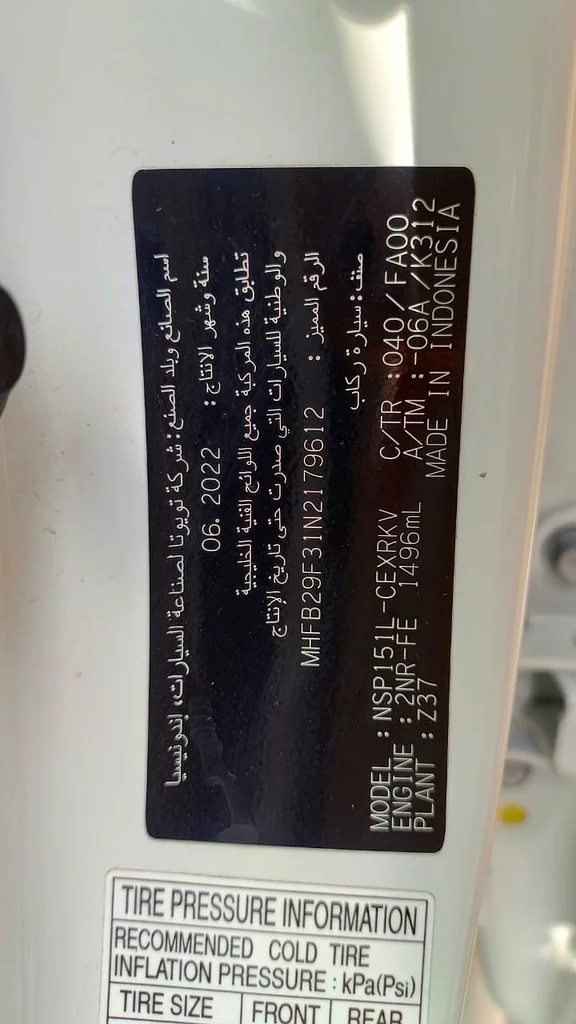 اسم الصانع وبلد الصنع : شركة تويوتا لصناعة السيارات، إندونيسيا
سنة وشهر الانتاج : 06. 2022
تطابق هذه المركبة جميع اللوائح الفنية الخليجية
والوطنية للسيارات التي صدرت حتى تاريخ الإنتاج
الرقم المميز : MHFB29F31N2179612
صنف : سيارة ركاب
MODEL : NSP151L-CEXRKV C/TR : 040 / FA00
ENGINE : 2NR-FE 1496mL A/TM : -06A / K312
PLANT : Z37 MADE IN INDONESIA
TIRE PRESSURE INFORMATION
RECOMMENDED COLD TIRE
INFLATION PRESSURE : kPa(Psi)
TIRE SIZE FRONT REAR